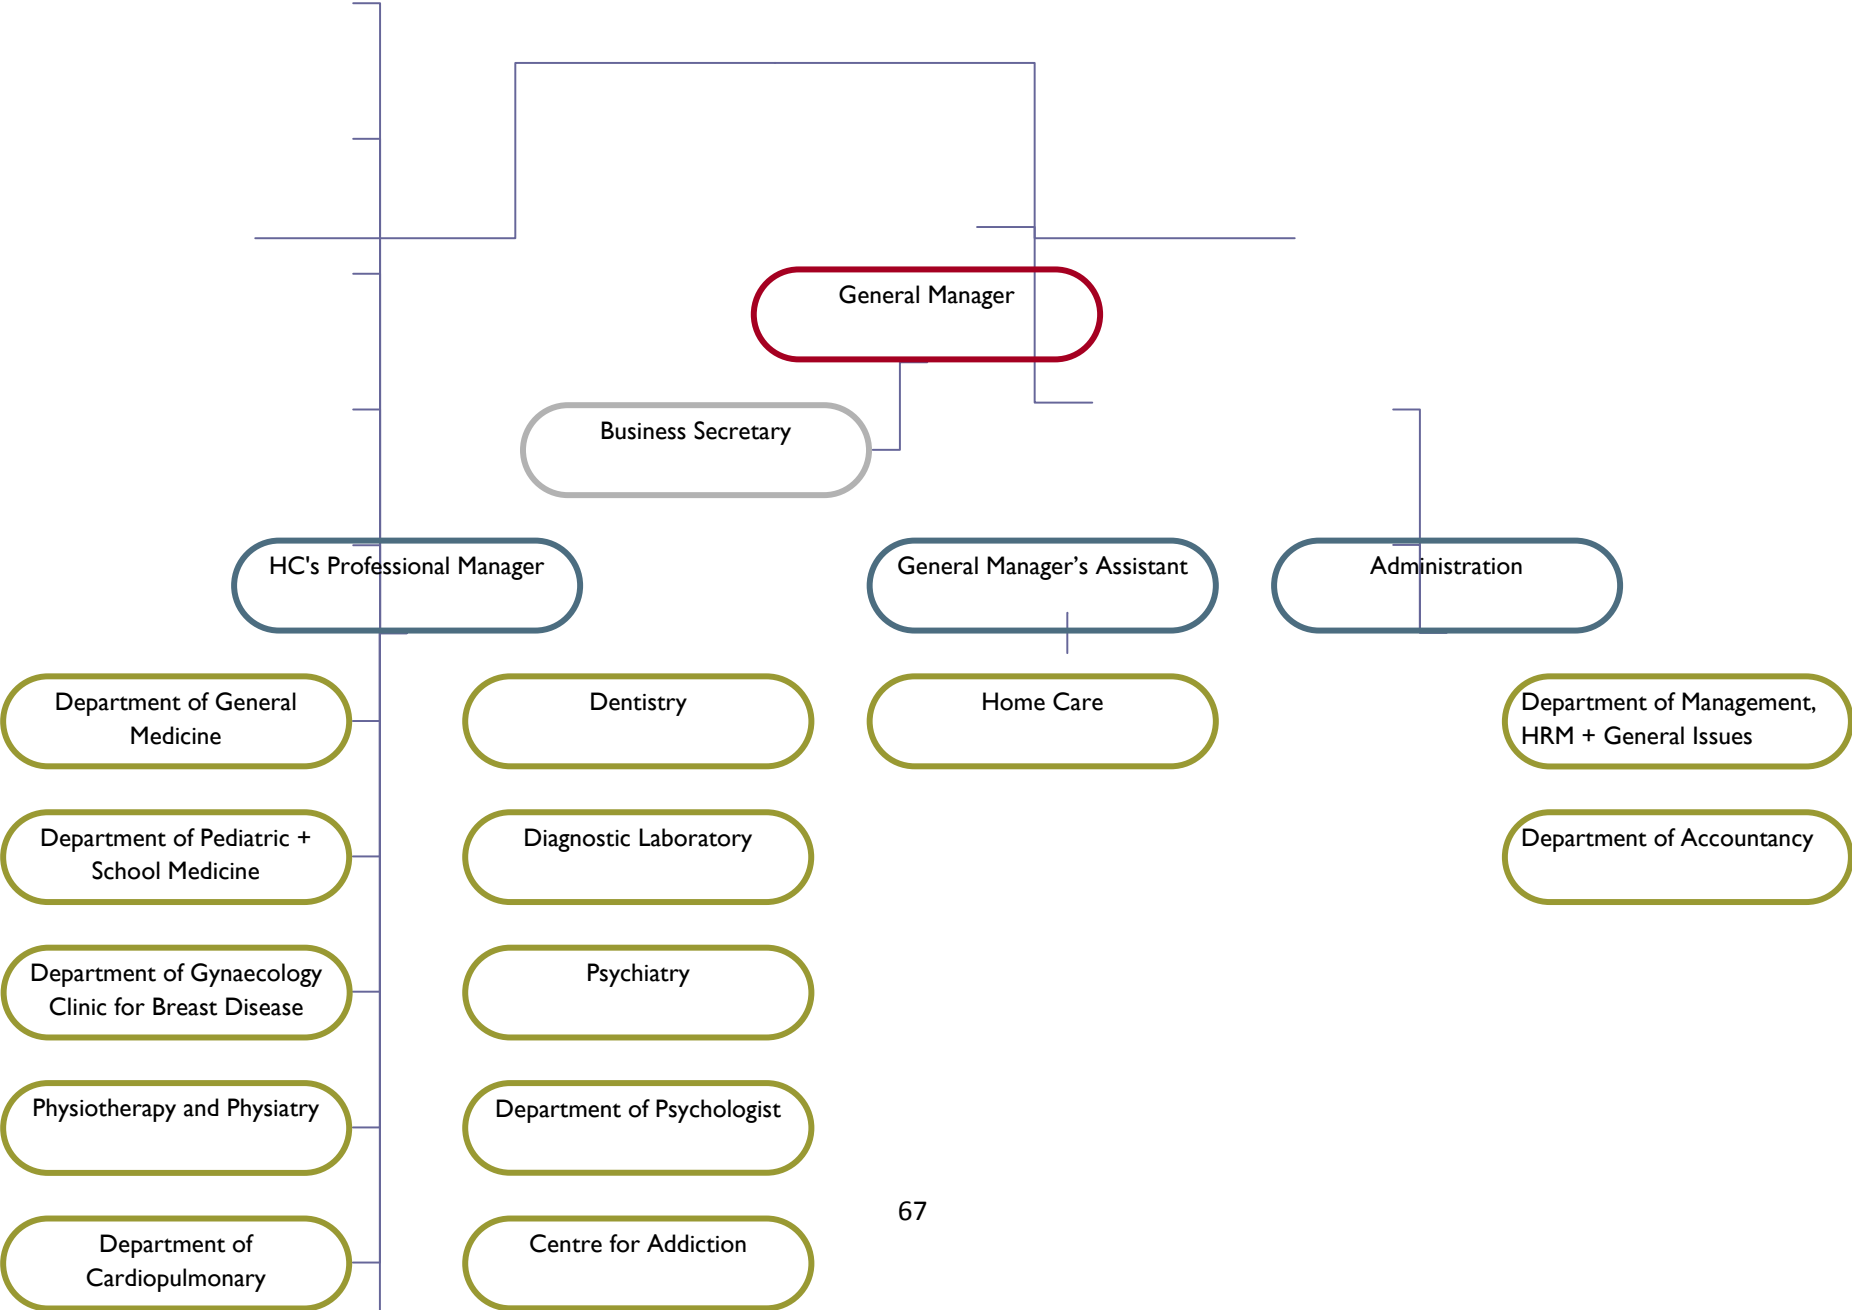 General Manager
Business Secretary
HC's Professional Manager
General Manager’s Assistant
Administration
Department of General
Medicine
Dentistry
Home Care
Department of Management,
HRM + General Issues
Department of Pediatric +
School Medicine
Diagnostic Laboratory
Department of Accountancy
Department of Gynaecology
Clinic for Breast Disease
Psychiatry
Physiotherapy and Physiatry
Department of Psychologist
Department of
Cardiopulmonary
Centre for Addiction
67